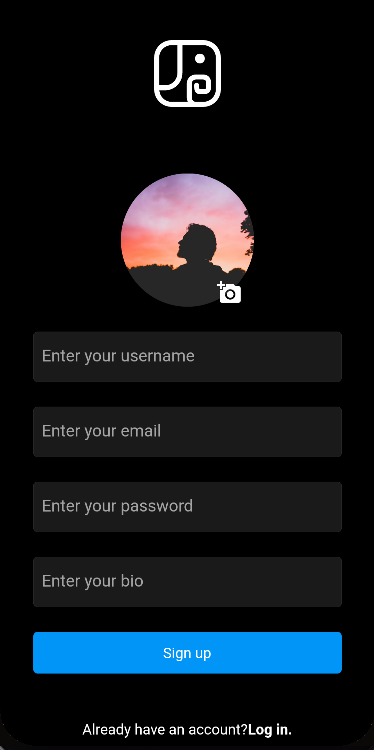 Enter your username
Enter your email
Enter your password
Enter your bio
Sign up
Already have an account?Log in.